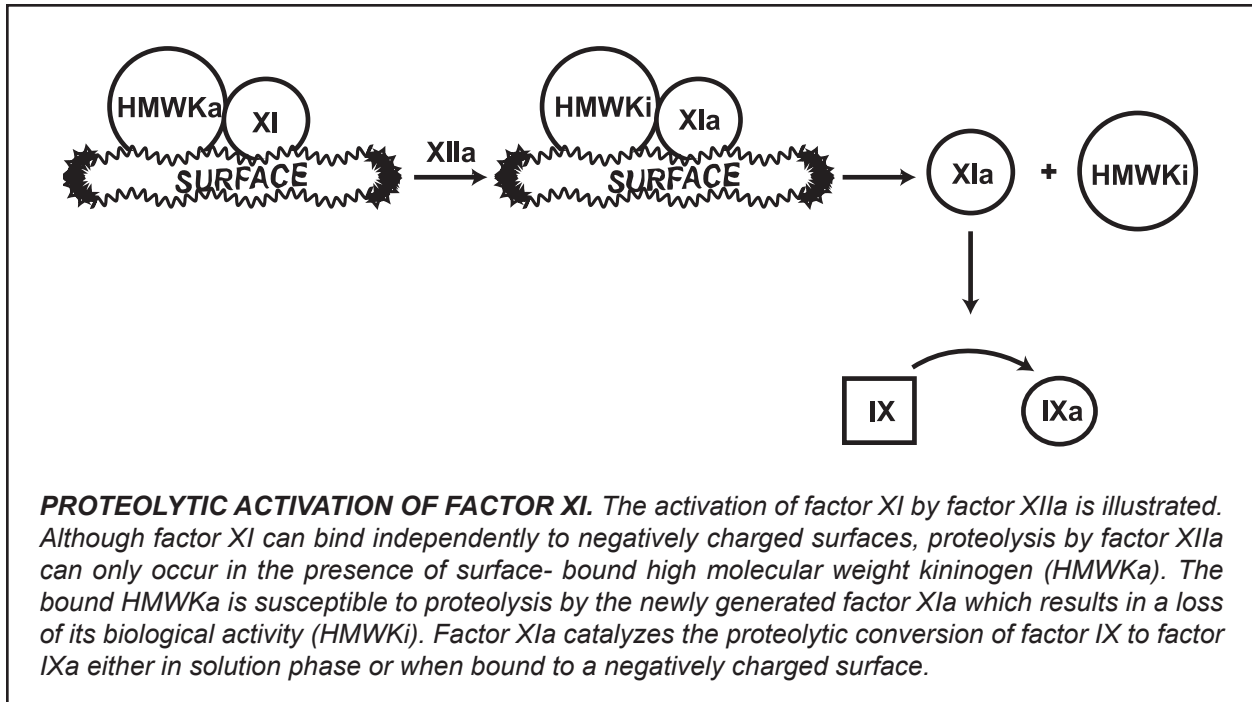 HMWKa
XI
SURFACE
XIIa
HMWKi
XIa
SURFACE
XIa
+
HMWKi
IX
IXa
PROTEOLYTIC ACTIVATION OF FACTOR XI. The activation of factor XI by factor XIIa is illustrated.
Although factor XI can bind independently to negatively charged surfaces, proteolysis by factor XIIa
can only occur in the presence of surface- bound high molecular weight kininogen (HMWKa). The
bound HMWKa is susceptible to proteolysis by the newly generated factor XIa which results in a loss
of its biological activity (HMWKi). Factor XIa catalyzes the proteolytic conversion of factor IX to factor
IXa either in solution phase or when bound to a negatively charged surface.